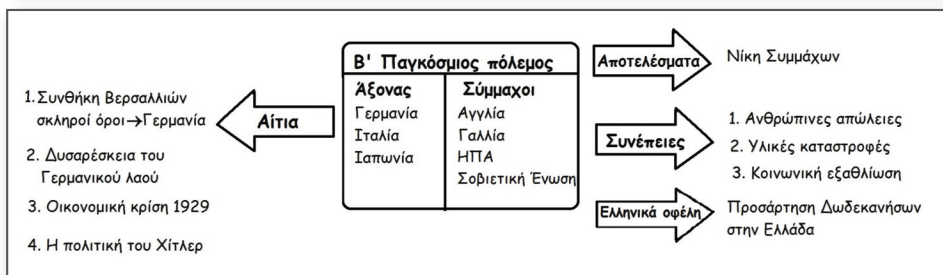 Β' Παγκόσμιος πόλεμος
Άξονας
Γερμανία
Ιταλία
Ιαπωνία
Σύμμαχοι
Αγγλία
Γαλλία
ΗΠΑ
Σοβιετική Ένωση
Αίτια
1. Συνθήκη Βερσαλλιών
σκληροί όροι→Γερμανία
2. Δυσαρέσκεια του
Γερμανικού λαού
3. Οικονομική κρίση 1929
4. Η πολιτική του Χίτλερ
Αποτελέσματα
Νίκη Συμμάχων
Συνέπειες
1. Ανθρώπινες απώλειες
2. Υλικές καταστροφές
3. Κοινωνική εξαθλίωση
Ελληνικά οφέλη
Προσάρτηση Δωδεκανήσων
στην Ελλάδα